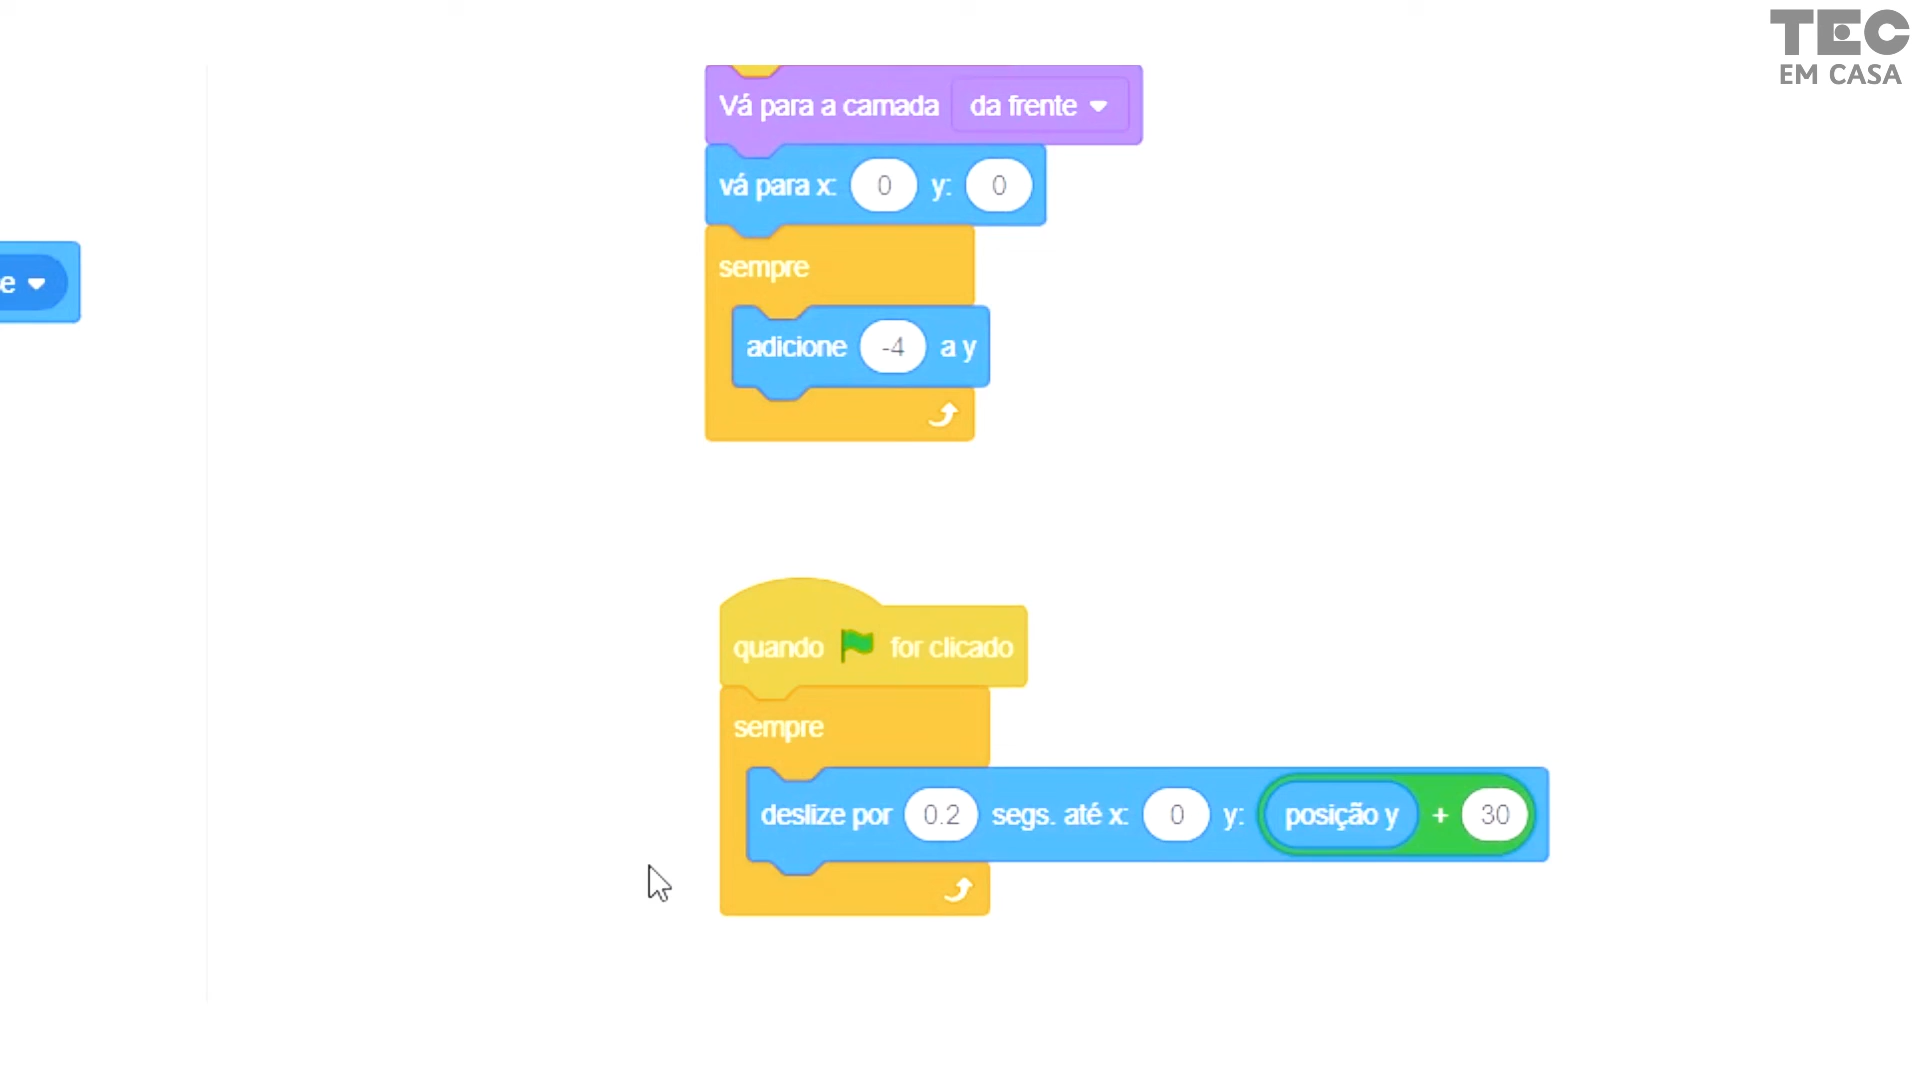 TEC
EM CASA
Vá para a camada da frente
vá para x: 0 y: 0
e
sempre
adicione -4 a y
quando for clicado
sempre
deslize por 0.2 segs. até x: 0 y: posição y + 30